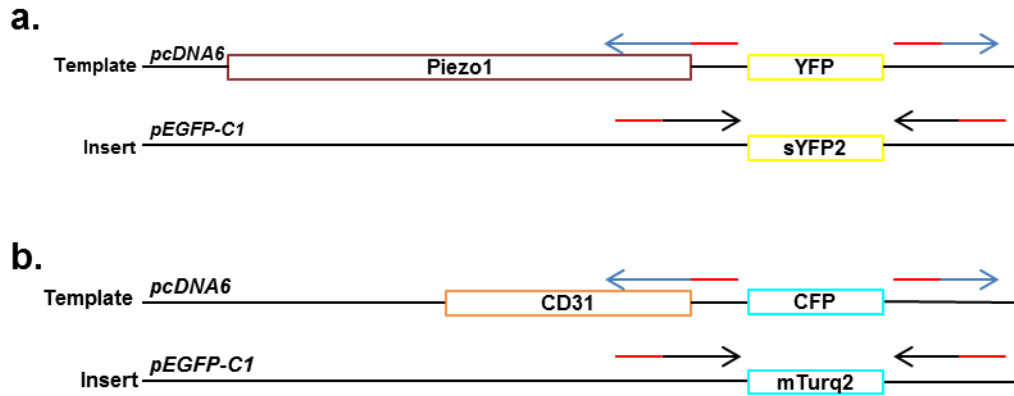 a.
pcDNA6
Template Piezo1 YFP
pEGFP-C1
Insert sYFP2
b.
Template pcDNA6 CD31 CFP
pEGFP-C1
Insert mTurq2